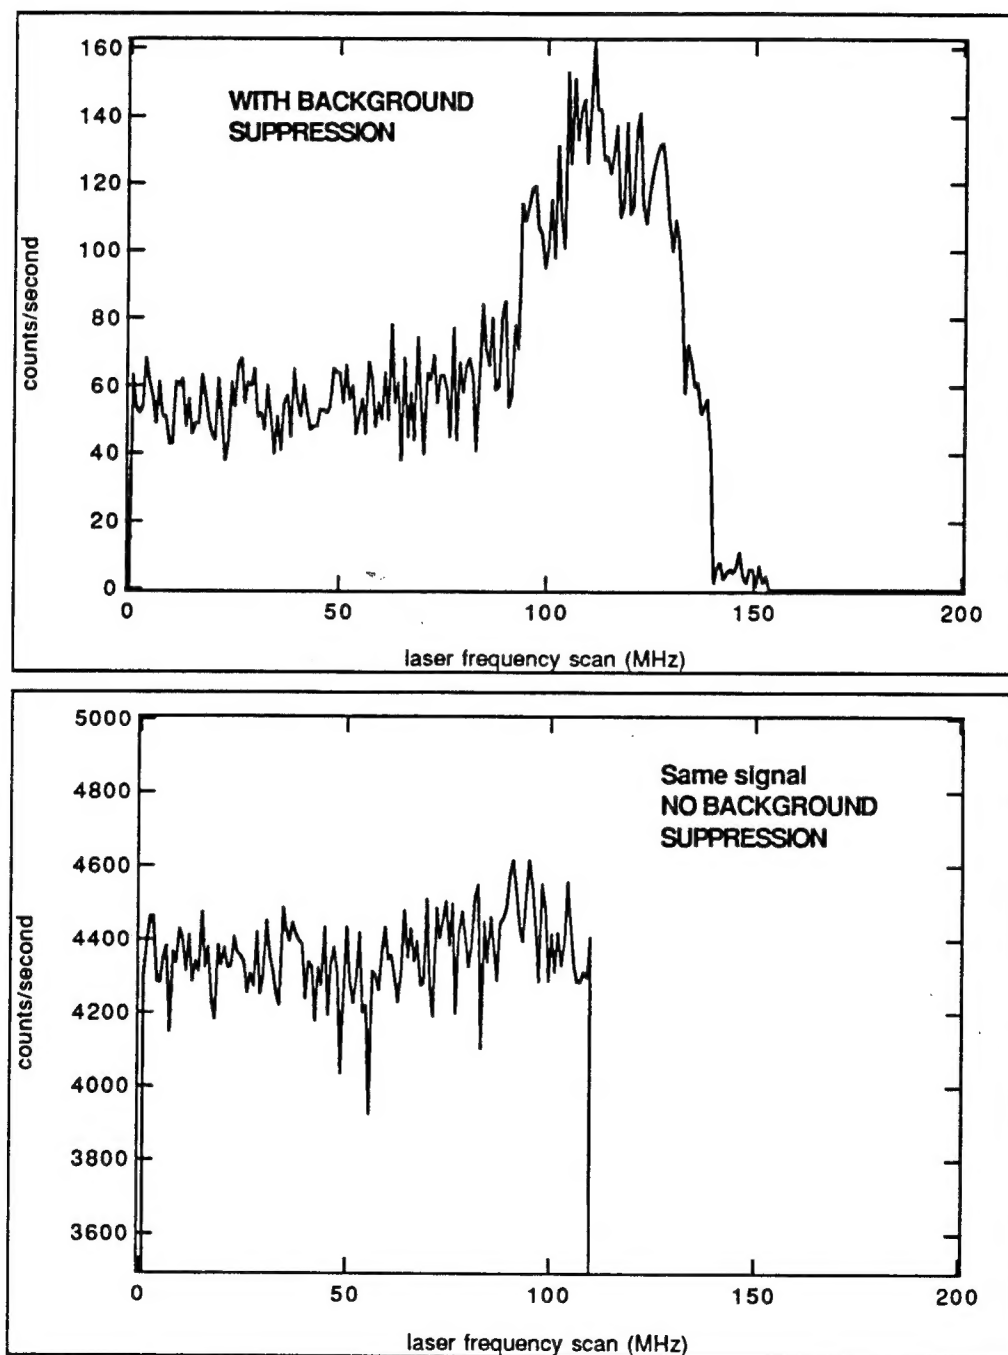 160
WITH BACKGROUND
SUPPRESSION
140
120
100
80
60
40
20
0
counts/second
0 50 100 150 200
laser frequency scan (MHz)
5000
Same signal
NO BACKGROUND
SUPPRESSION
4800
4600
4400
4200
4000
3800
3600
counts/second
0 50 100 150 200
laser frequency scan (MHz)